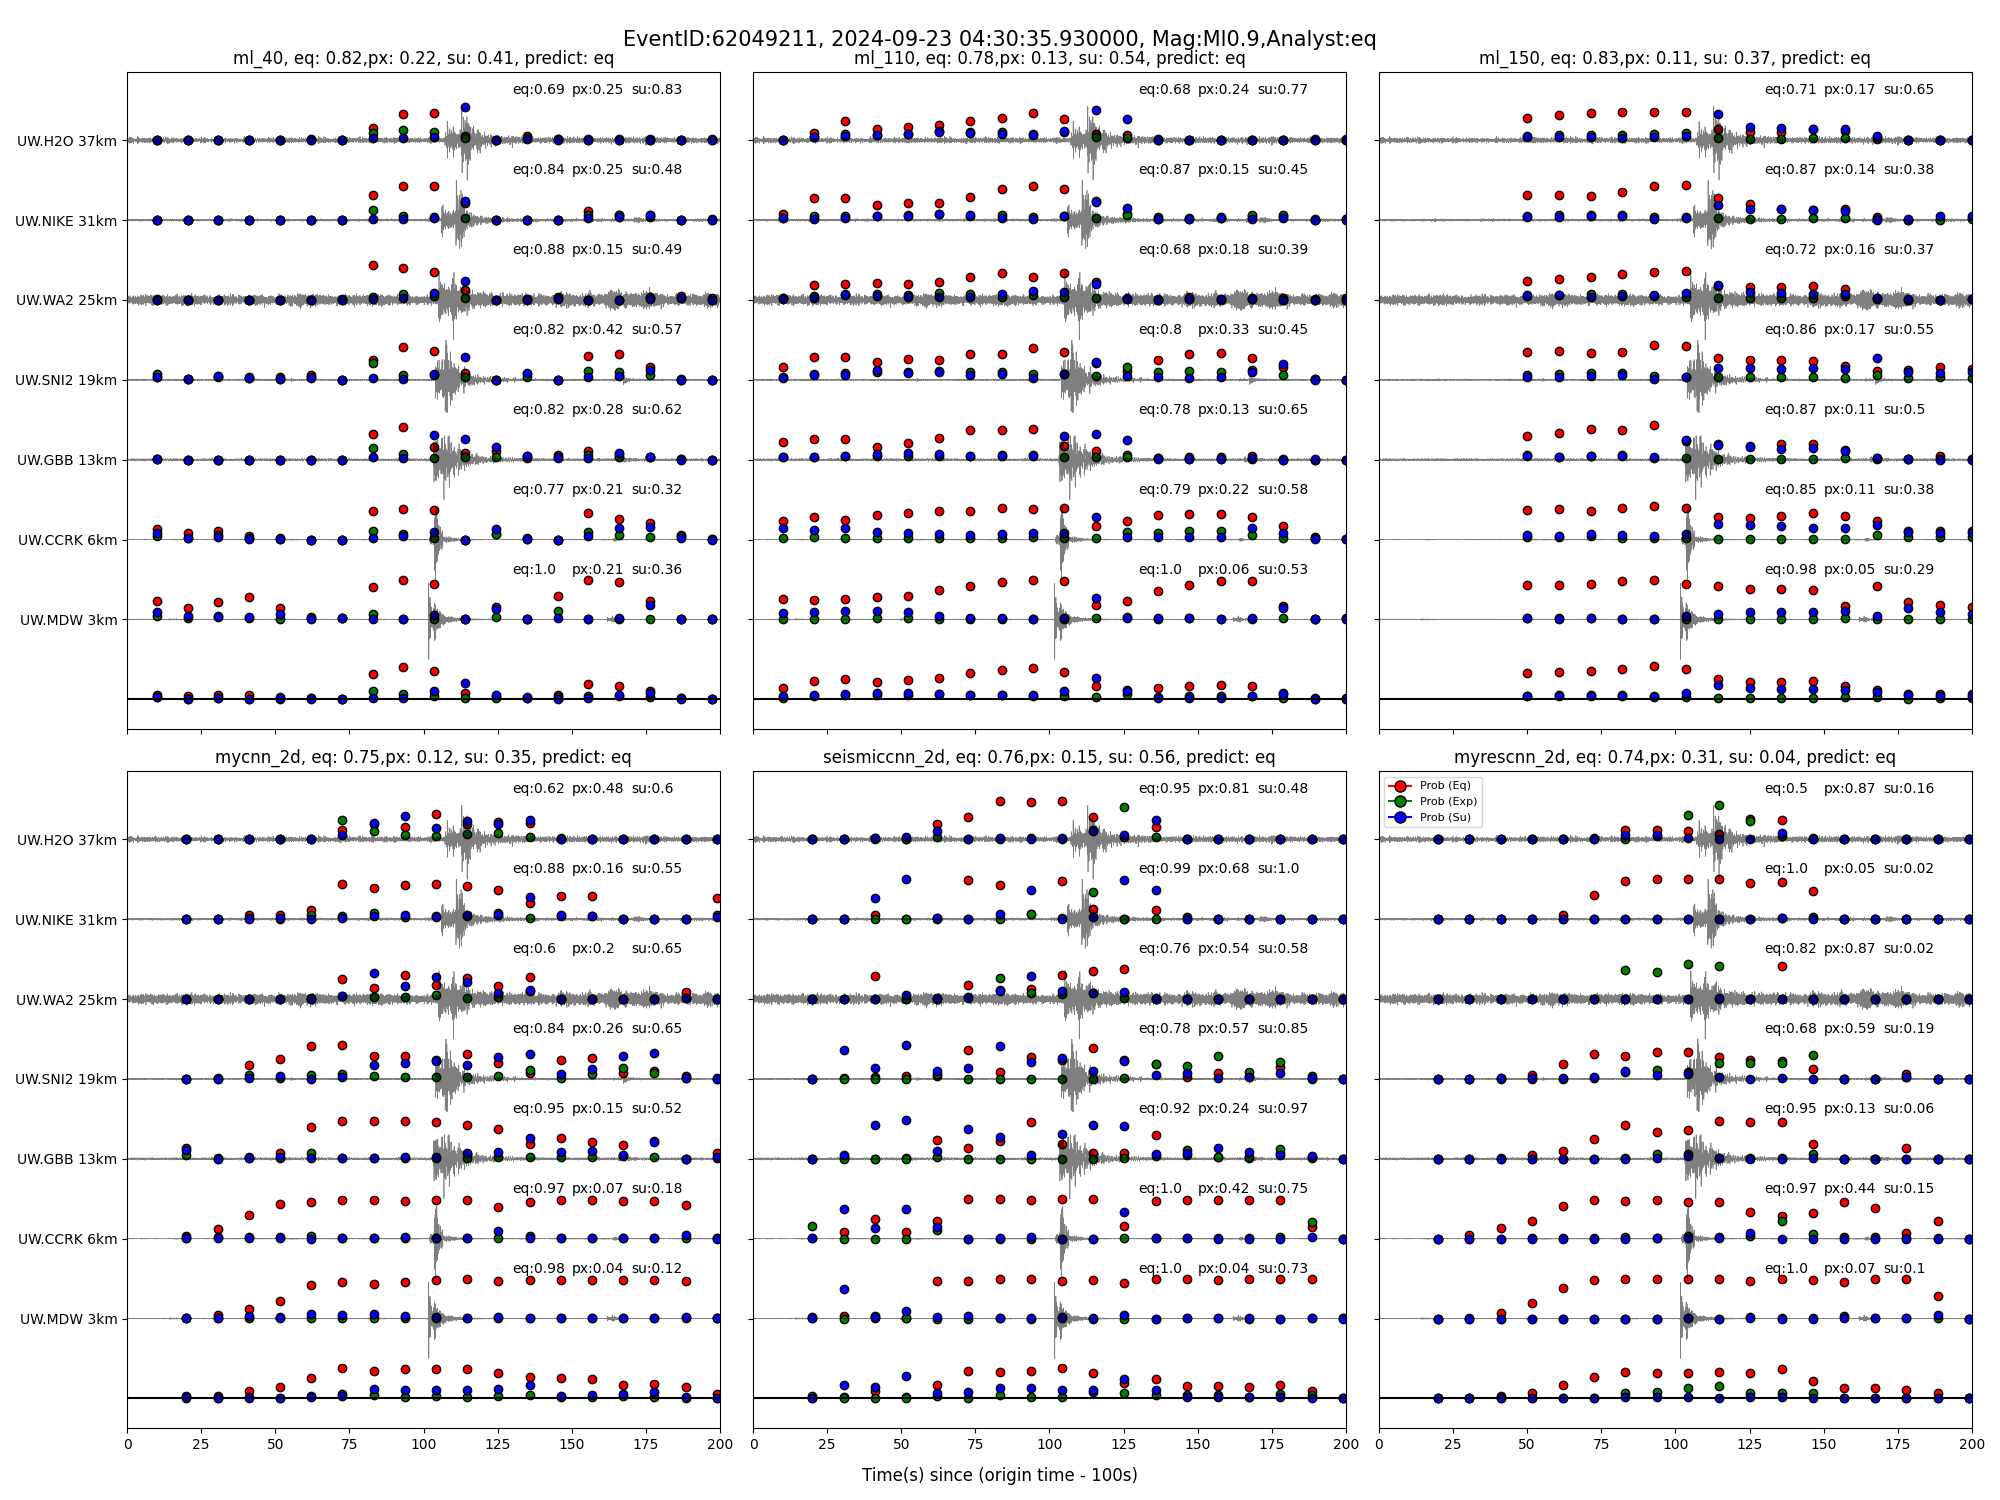 EventID:62049211, 2024-09-23 04:30:35.930000, Mag:Ml0.9,Analyst:eq
ml_40, eq: 0.82,px: 0.22, su: 0.41, predict: eq
eq:0.69 px:0.25 su:0.83
UW.H2O 37km
eq:0.84 px:0.25 su:0.48
UW.NIKE 31km
eq:0.88 px:0.15 su:0.49
UW.WA2 25km
eq:0.82 px:0.42 su:0.57
UW.SNI2 19km
eq:0.82 px:0.28 su:0.62
UW.GBB 13km
eq:0.77 px:0.21 su:0.32
UW.CCRK 6km
eq:1.0 px:0.21 su:0.36
UW.MDW 3km
ml_110, eq: 0.78,px: 0.13, su: 0.54, predict: eq
eq:0.68 px:0.24 su:0.77
eq:0.87 px:0.15 su:0.45
eq:0.68 px:0.18 su:0.39
eq:0.8 px:0.33 su:0.45
eq:0.78 px:0.13 su:0.65
eq:0.79 px:0.22 su:0.58
eq:1.0 px:0.06 su:0.53
ml_150, eq: 0.83,px: 0.11, su: 0.37, predict: eq
eq:0.71 px:0.17 su:0.65
eq:0.87 px:0.14 su:0.38
eq:0.72 px:0.16 su:0.37
eq:0.86 px:0.17 su:0.55
eq:0.87 px:0.11 su:0.5
eq:0.85 px:0.11 su:0.38
eq:0.98 px:0.05 su:0.29
mycnn_2d, eq: 0.75,px: 0.12, su: 0.35, predict: eq
eq:0.62 px:0.48 su:0.6
UW.H2O 37km
eq:0.88 px:0.16 su:0.55
UW.NIKE 31km
eq:0.6 px:0.2 su:0.65
UW.WA2 25km
eq:0.84 px:0.26 su:0.65
UW.SNI2 19km
eq:0.95 px:0.15 su:0.52
UW.GBB 13km
eq:0.97 px:0.07 su:0.18
UW.CCRK 6km
eq:0.98 px:0.04 su:0.12
UW.MDW 3km
0 25 50 75 100 125 150 175 200
seismiccnn_2d, eq: 0.76,px: 0.15, su: 0.56, predict: eq
eq:0.95 px:0.81 su:0.48
eq:0.99 px:0.68 su:1.0
eq:0.76 px:0.54 su:0.58
eq:0.78 px:0.57 su:0.85
eq:0.92 px:0.24 su:0.97
eq:1.0 px:0.42 su:0.75
eq:1.0 px:0.04 su:0.73
0 25 50 75 100 125 150 175 200
myrescnn_2d, eq: 0.74,px: 0.31, su: 0.04, predict: eq
Prob (Eq)
Prob (Exp)
Prob (Su)
eq:0.5 px:0.87 su:0.16
eq:1.0 px:0.05 su:0.02
eq:0.82 px:0.87 su:0.02
eq:0.68 px:0.59 su:0.19
eq:0.95 px:0.13 su:0.06
eq:0.97 px:0.44 su:0.15
eq:1.0 px:0.07 su:0.1
0 25 50 75 100 125 150 175 200
Time(s) since (origin time - 100s)